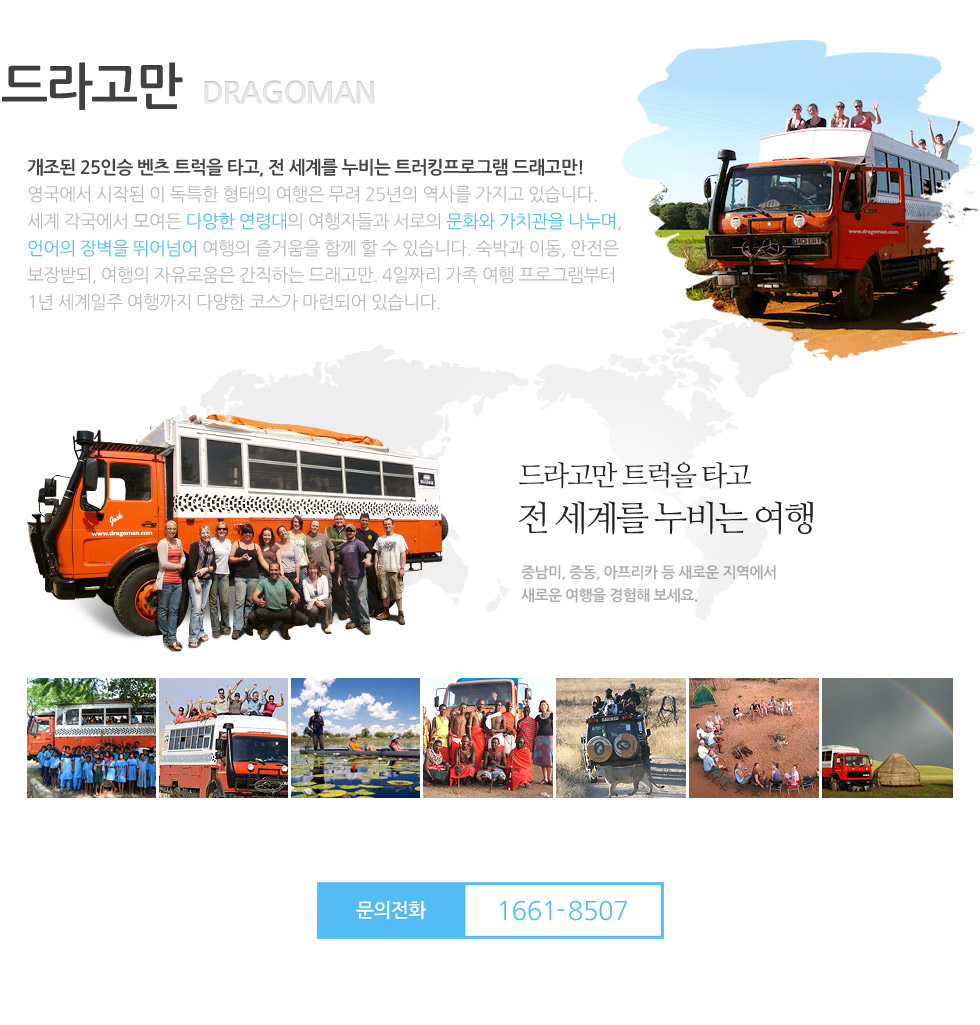 드라고만 DRAGOMAN
개조된 25인승 벤츠 트럭을 타고, 전 세계를 누비는 트러킹프로그램 드래고만!
영국에서 시작된 이 독특한 형태의 여행은 무려 25년의 역사를 가지고 있습니다.
세계 각국에서 모여든 다양한 연령대의 여행자들과 서로의 문화와 가치관을 나누며,
언어의 장벽을 뛰어넘어 여행의 즐거움을 함께 할 수 있습니다. 숙박과 이동, 안전은
보장받되, 여행의 자유로움은 간직하는 드래고만. 4일짜리 가족 여행 프로그램부터
1년 세계일주 여행까지 다양한 코스가 마련되어 있습니다.
www.dragoman.com
드라고만 트럭을 타고
전 세계를 누비는 여행
중남미, 중동, 아프리카 등 새로운 지역에서
새로운 여행을 경험해 보세요.
www.dragoman.com
문의전화 1661-8507